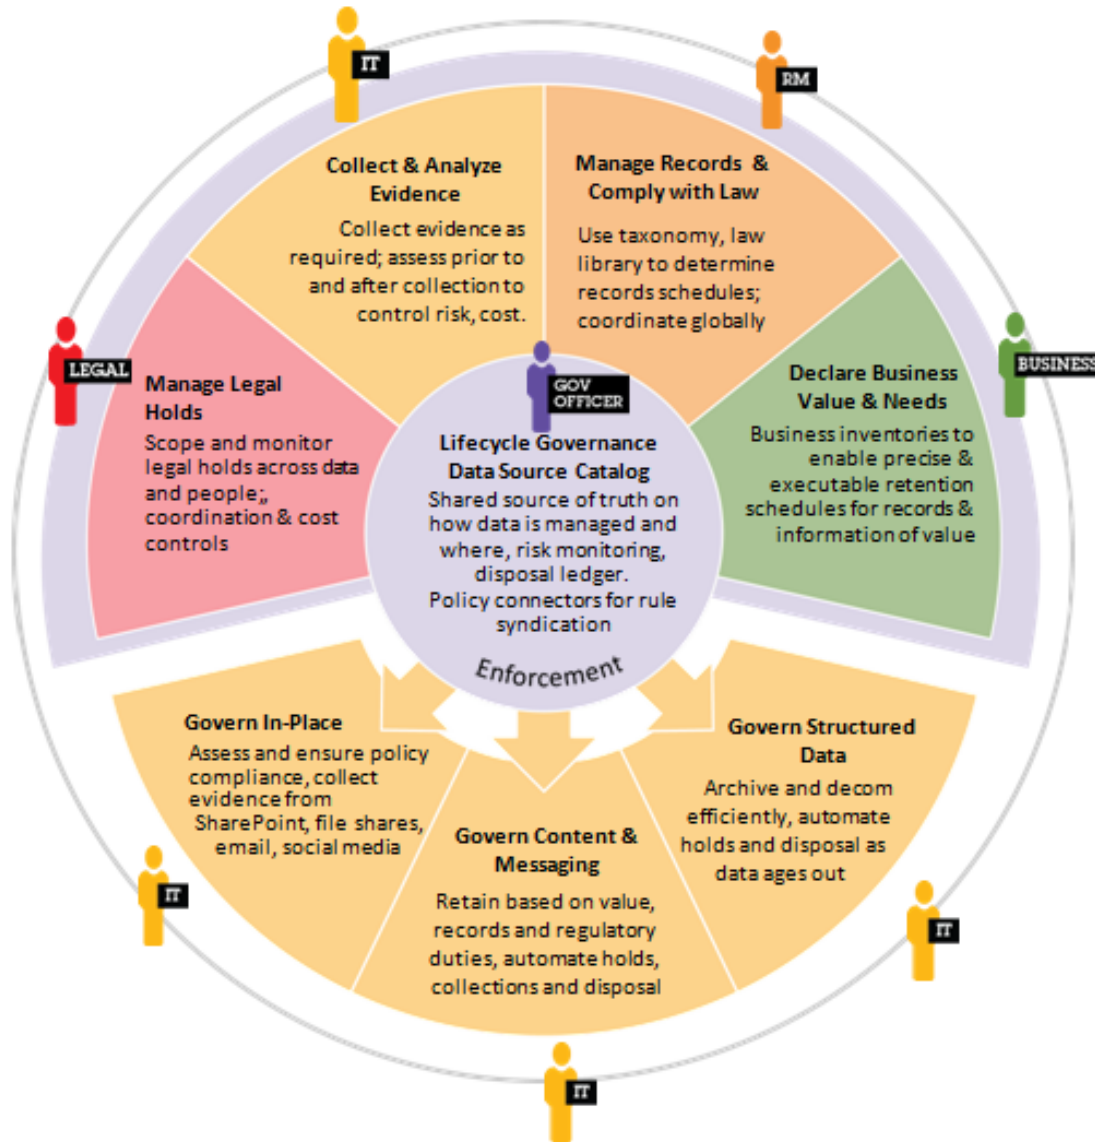 IT
RM
Collect & Analyze
Evidence
Collect evidence as
required; assess prior to
and after collection to
control risk, cost.
Manage Records & 
Comply with Law
Use taxonomy, law
library to determine
records schedules;
coordinate globally
LEGAL
Manage Legal
Holds
Scope and monitor
legal holds across data
and people;,
coordination & cost
controls
GOV
OFFICER
Lifecycle Governance
Data Source Catalog
Shared source of truth on
how data is managed and
where, risk monitoring,
disposal ledger.
Policy connectors for rule
syndication
Enforcement
BUSINESS
Declare Business
Value & Needs
Business inventories to
enable precise &
executable retention
schedules for records &
information of value
Govern In-Place
Assess and ensure policy
compliance, collect
evidence from
SharePoint, file shares,
email, social media
IT
Govern Content &
Messaging
Retain based on value,
records and regulatory
duties, automate holds,
collections and disposal
IT
Govern Structured
Data
Archive and decom
efficiently, automate
holds and disposal as
data ages out
IT